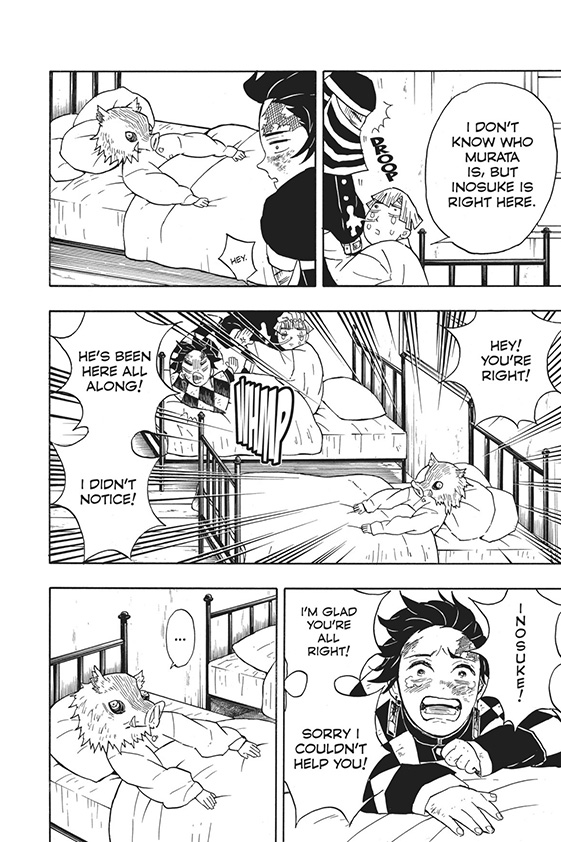 I DON'T
KNOW WHO
MURATA
IS, BUT
INOSUKE IS
RIGHT HERE.
DROOP
HEY.
HEY!
YOU'RE
RIGHT!
WHIP
HE'S BEEN
HERE ALL
ALONG!
I DIDN'T
NOTICE!
INOSUKE!
I'M GLAD
YOU'RE
ALL
RIGHT!
SORRY I
COULDN'T
HELP YOU!
...